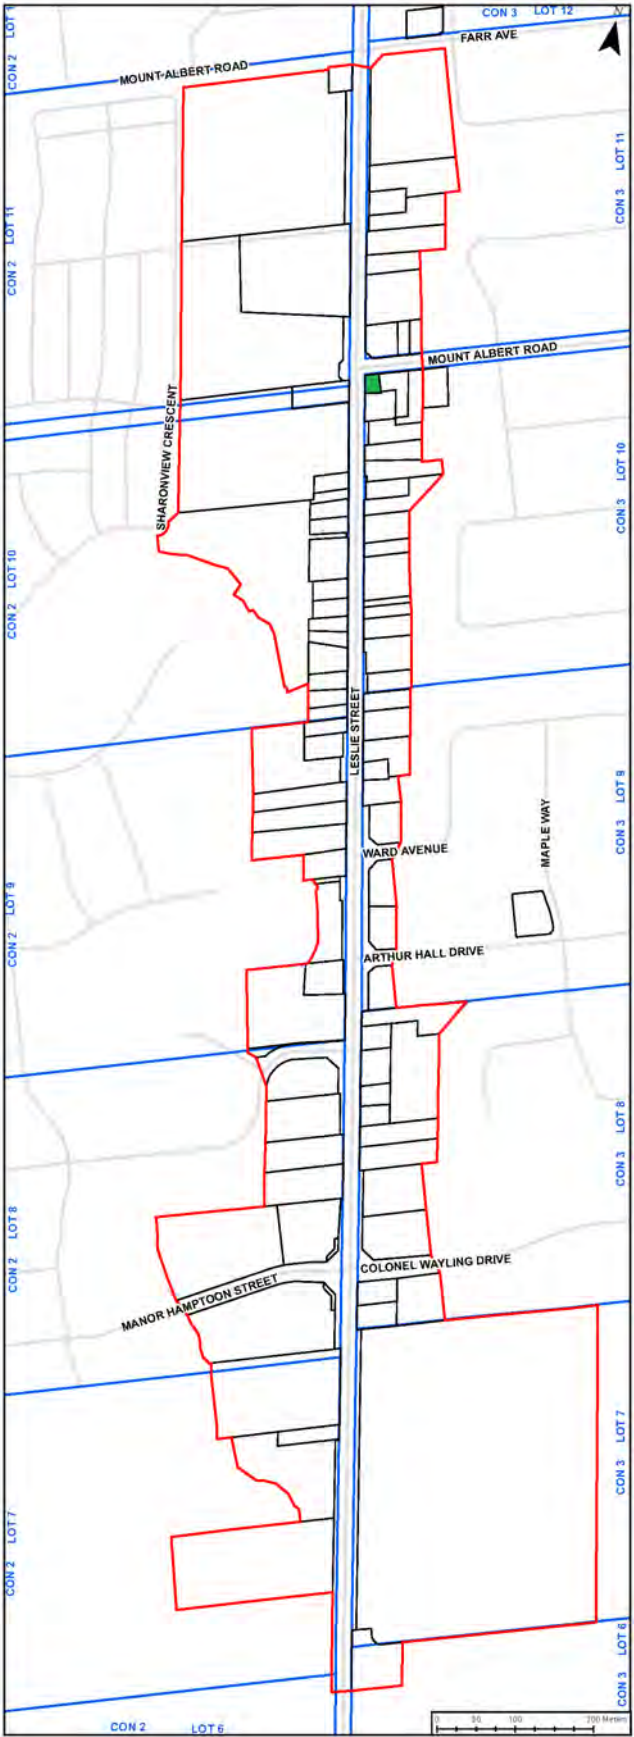 CON 3 LOT 12
N
FARR AVE
MOUNT ALBERT ROAD
CON 2 LOT 1
CON 3 LOT 11
CON 2 LOT 11
MOUNT ALBERT ROAD
SHARONVIEW CRESCENT
CON 3 LOT 10
CON 2 LOT 10
LESLIE STREET
CON 3 LOT 9
MAPLE WAY
WARD AVENUE
CON 2 LOT 9
ARTHUR HALL DRIVE
CON 3 LOT 8
CON 2 LOT 8
COLONEL WAYLING DRIVE
MANOR HAMPTOON STREET
CON 3 LOT 7
CON 2 LOT 7
CON 3 LOT 6
CON 2 LOT 6
0 50 100 200 Meters